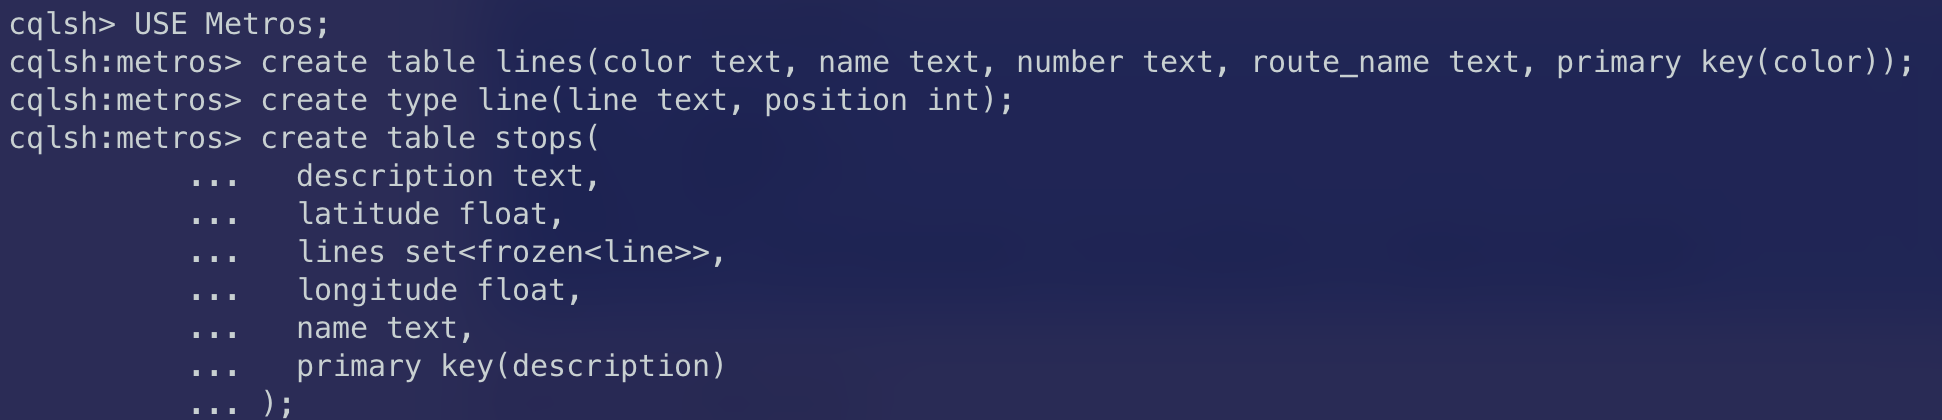 cqlsh> USE Metros;
cqlsh:metros> create table lines(color text, name text, number text, route_name text, primary key(color));
cqlsh:metros> create type line(line text, position int);
cqlsh:metros> create table stops(
          ...   description text,
          ...   latitude float,
          ...   lines set<frozen<line>>,
          ...   longitude float,
          ...   name text,
          ...   primary key(description)
          ... );